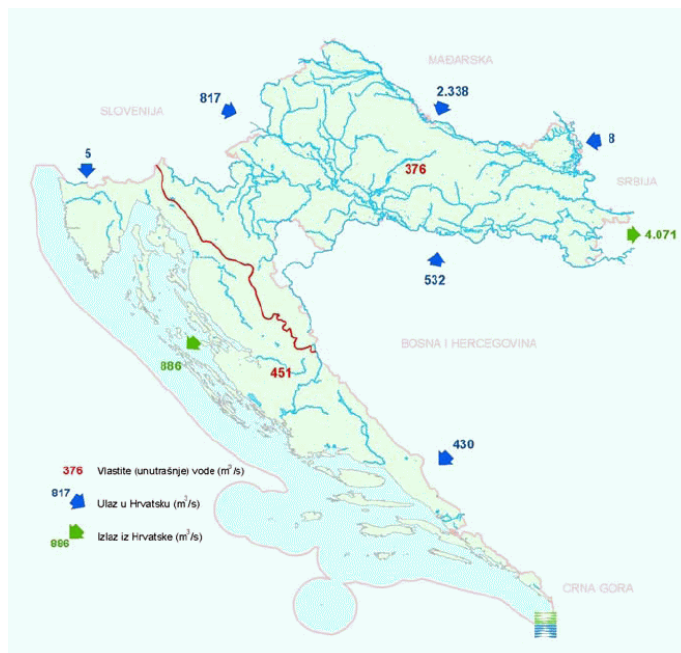 MAĐARSKA
2.338
817
SLOVENIJA
8
5
376
SRBIJA
4.071
532
BOSNA I HERCEGOVINA
886
451
430
376 Vlastite (unutrašnje) vode (m³/s)
817 Ulaz u Hrvatsku (m³/s)
886 Izlaz iz Hrvatske (m³/s)
CRNA GORA